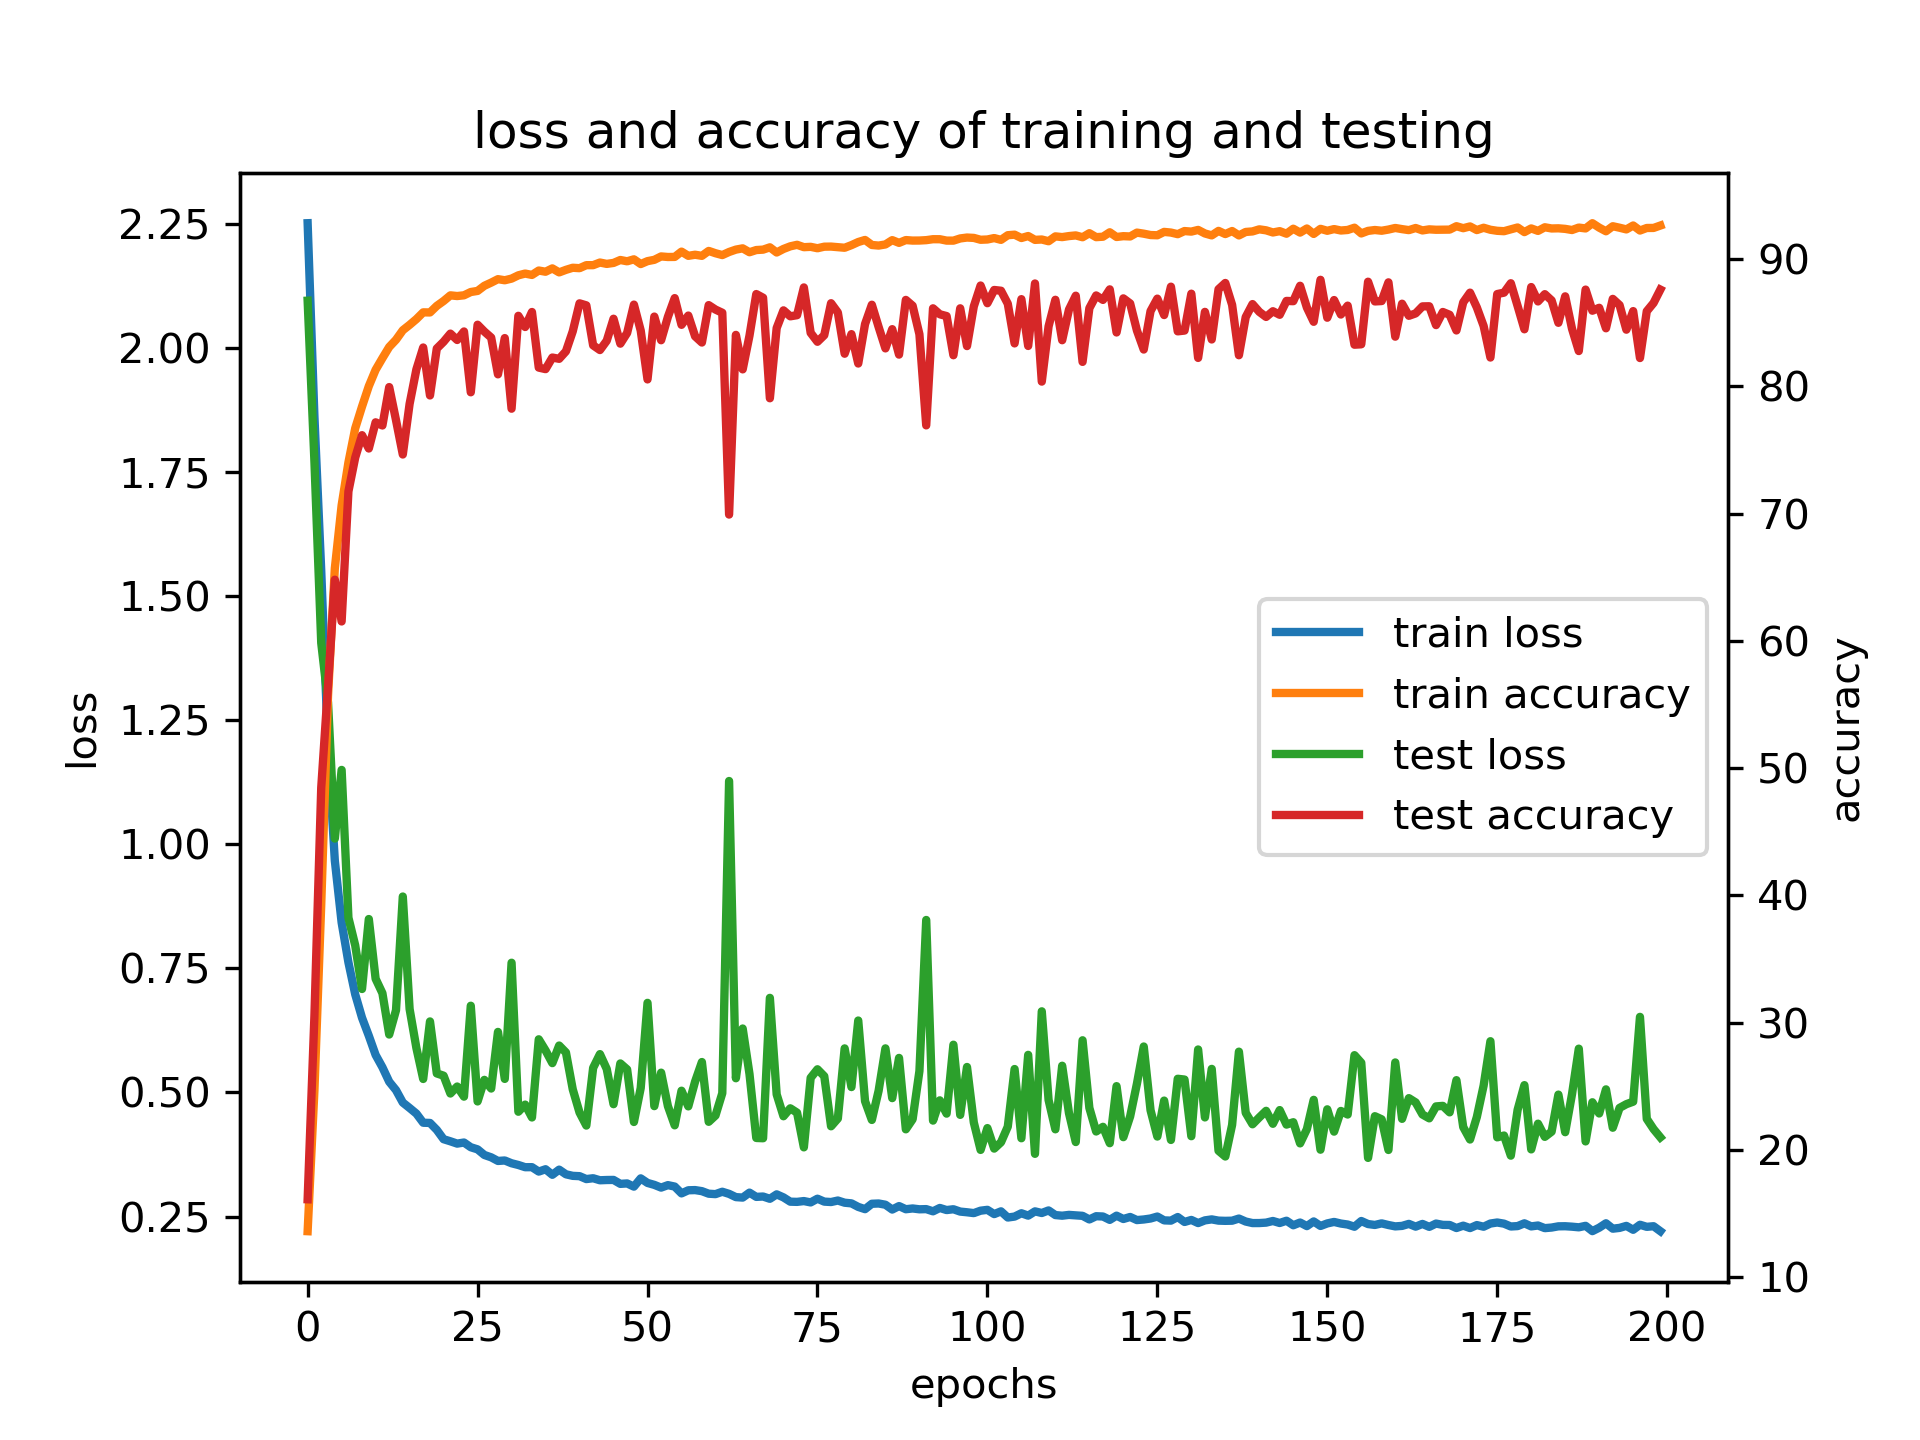 loss and accuracy of training and testing
2.25
2.00
1.75
1.50
1.25
1.00
0.75
0.50
0.25
loss
90
80
70
60
50
40
30
20
10
accuracy
train loss
train accuracy
test loss
test accuracy
0 25 50 75 100 125 150 175 200
epochs